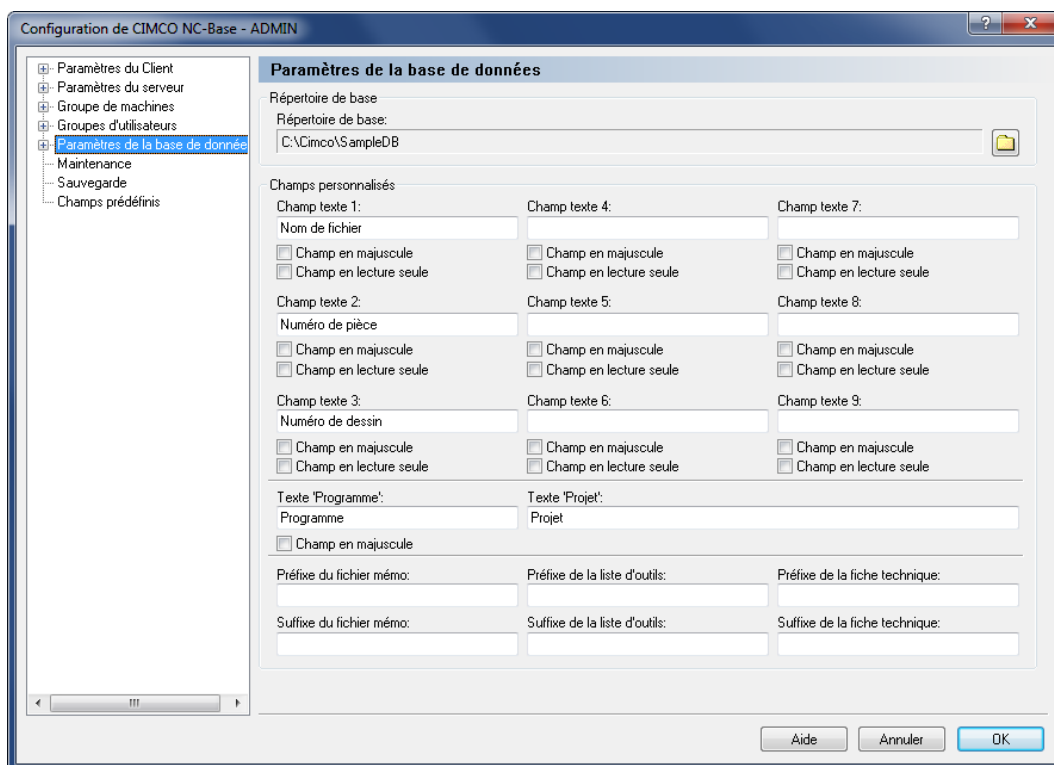 Configuration de CIMCO NC-Base - ADMIN
Paramètres du Client
Paramètres du serveur
Groupe de machines
Groupes d'utilisateurs
Paramètres de la base de donnée
Maintenance
Sauvegarde
Champs prédéfinis
Paramètres de la base de données
Répertoire de base
Répertoire de base:
C:\Cimco\SampleDB
Champs personnalisés
Champ texte 1: Champ texte 4: Champ texte 7:
Nom de fichier
Champ en majuscule Champ en majuscule Champ en majuscule
Champ en lecture seule Champ en lecture seule Champ en lecture seule
Champ texte 2: Champ texte 5: Champ texte 8:
Numéro de pièce
Champ en majuscule Champ en majuscule Champ en majuscule
Champ en lecture seule Champ en lecture seule Champ en lecture seule
Champ texte 3: Champ texte 6: Champ texte 9:
Numéro de dessin
Champ en majuscule Champ en majuscule Champ en majuscule
Champ en lecture seule Champ en lecture seule Champ en lecture seule
Texte 'Programme': Texte 'Projet':
Programme Projet
Champ en majuscule
Préfixe du fichier mémo: Préfixe de la liste d'outils: Préfixe de la fiche technique:
Suffixe du fichier mémo: Suffixe de la liste d'outils: Suffixe de la fiche technique:
Aide Annuler OK